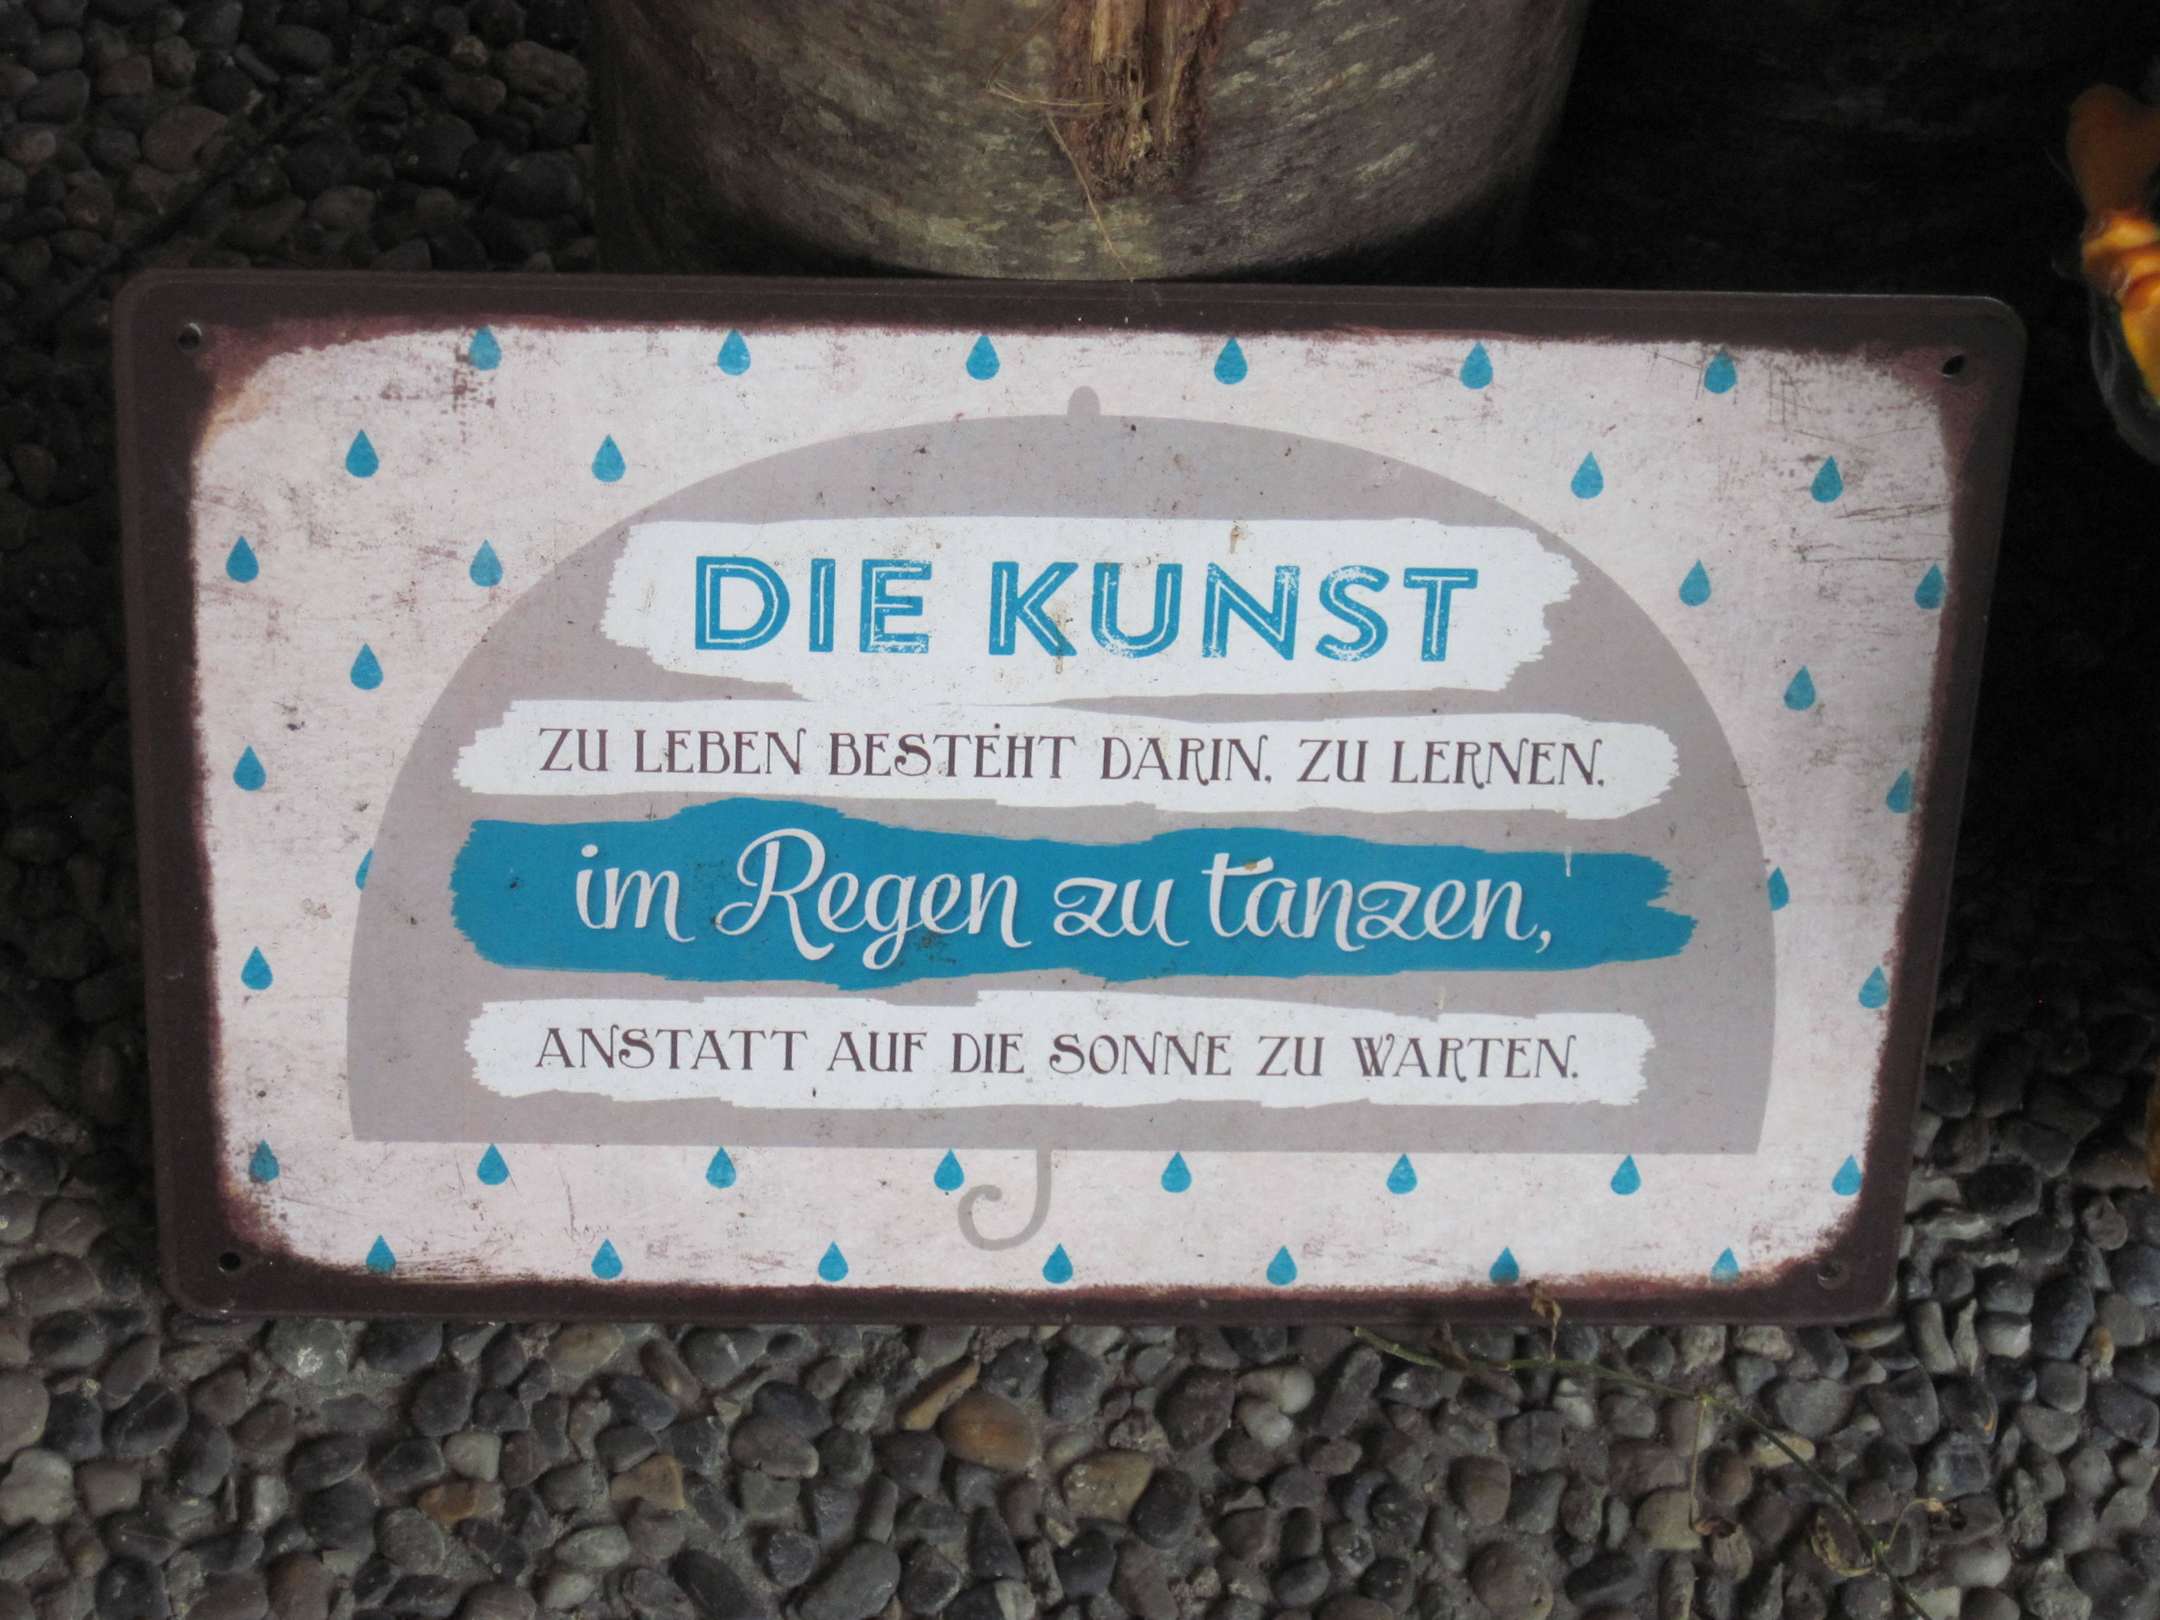 DIE KUNST
ZU LEBEN BESTEHT DARIN, ZU LERNEN,
im Regen zu tanzen,
ANSTATT AUF DIE SONNE ZU WARTEN.